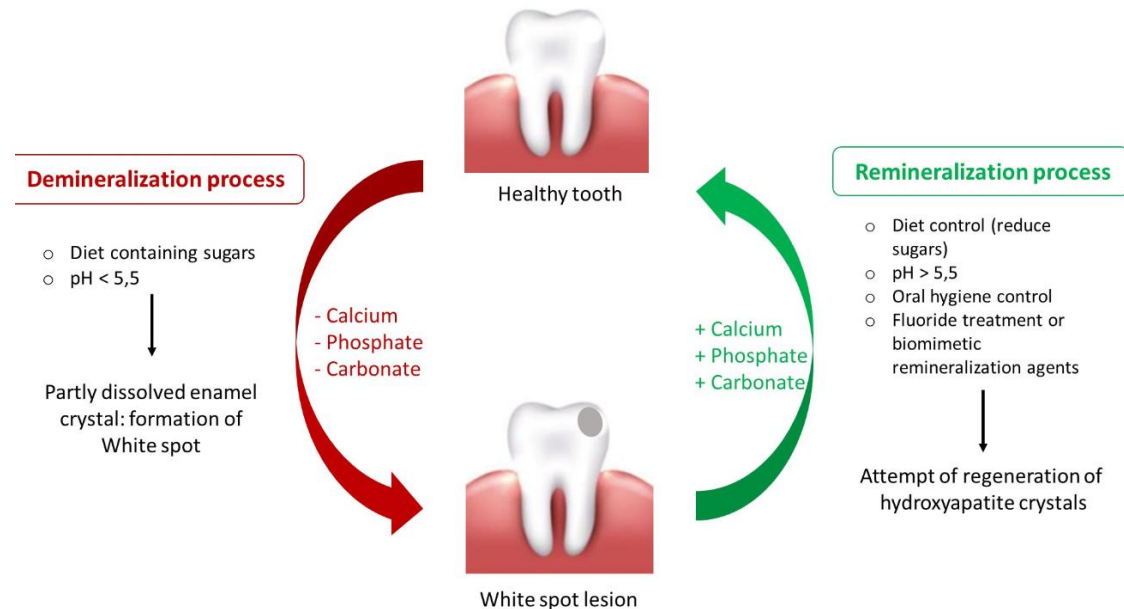 Healthy tooth
Demineralization process
o Diet containing sugars
o pH < 5,5
Partly dissolved enamel
crystal: formation of
White spot
- Calcium
- Phosphate
- Carbonate
White spot lesion
+ Calcium
+ Phosphate
+ Carbonate
Remineralization process
o Diet control (reduce
sugars)
o pH > 5,5
o Oral hygiene control
o Fluoride treatment or
biomimetic
remineralization agents
Attempt of regeneration of
hydroxyapatite crystals